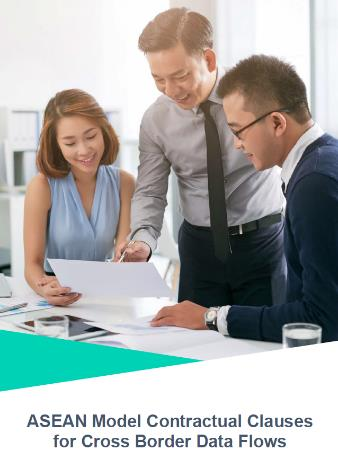 ASEAN Model Contractual Clauses
for Cross Border Data Flows